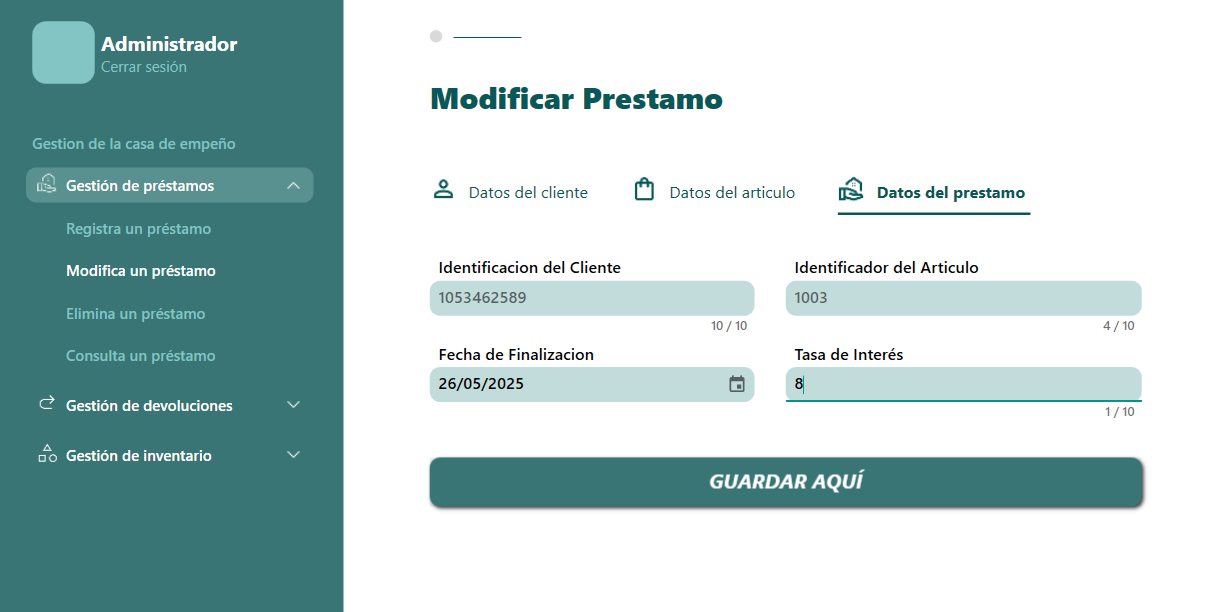 Administrador
Cerrar sesión
Gestion de la casa de empeño
Gestión de préstamos
Registra un préstamo
Modifica un préstamo
Elimina un préstamo
Consulta un préstamo
Gestión de devoluciones
Gestión de inventario
Modificar Prestamo
Datos del cliente
Datos del articulo
Datos del prestamo
Identificacion del Cliente
1053462589
10 / 10
Identificador del Articulo
1003
4 / 10
Fecha de Finalizacion
26/05/2025
Tasa de Interés
8
1 / 10
GUARDAR AQUÍ